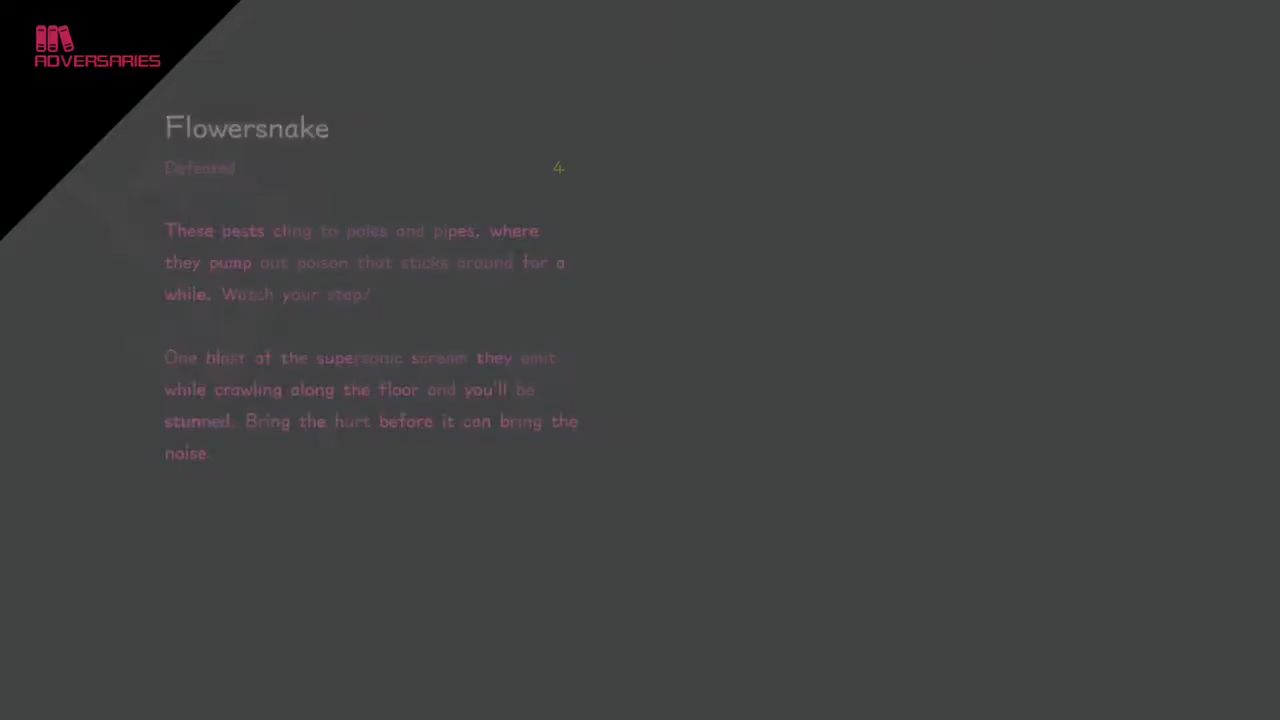 ADVERSARIES
Flowersnake
Defeated 4
These pests cling to poles and pipes, where
they pump out poison that sticks around for a
while. Watch your step!
One blast of the supersonic scream they emit
while crawling along the floor and you'll be
stunned. Bring the hurt before it can bring the
noise.